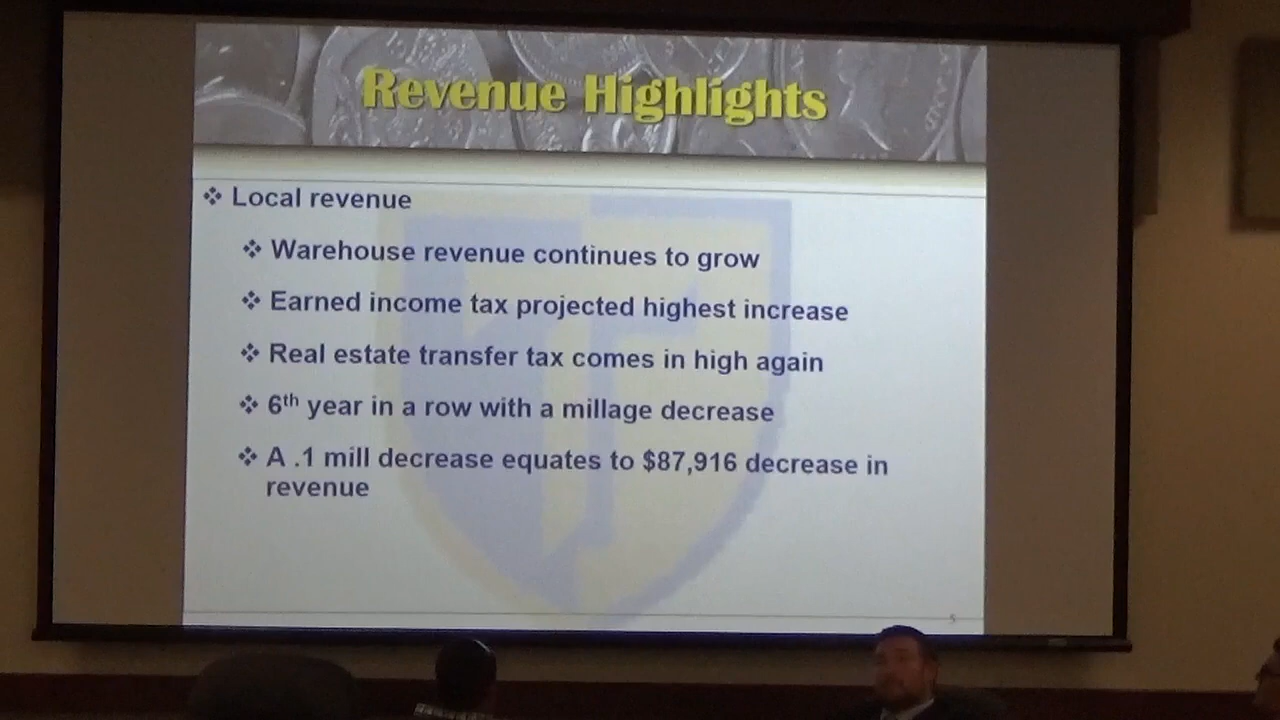 Revenue Highlights
❖ Local revenue
❖ Warehouse revenue continues to grow
❖ Earned income tax projected highest increase
❖ Real estate transfer tax comes in high again
❖ 6th year in a row with a millage decrease
❖ A .1 mill decrease equates to $87,916 decrease in
revenue
5